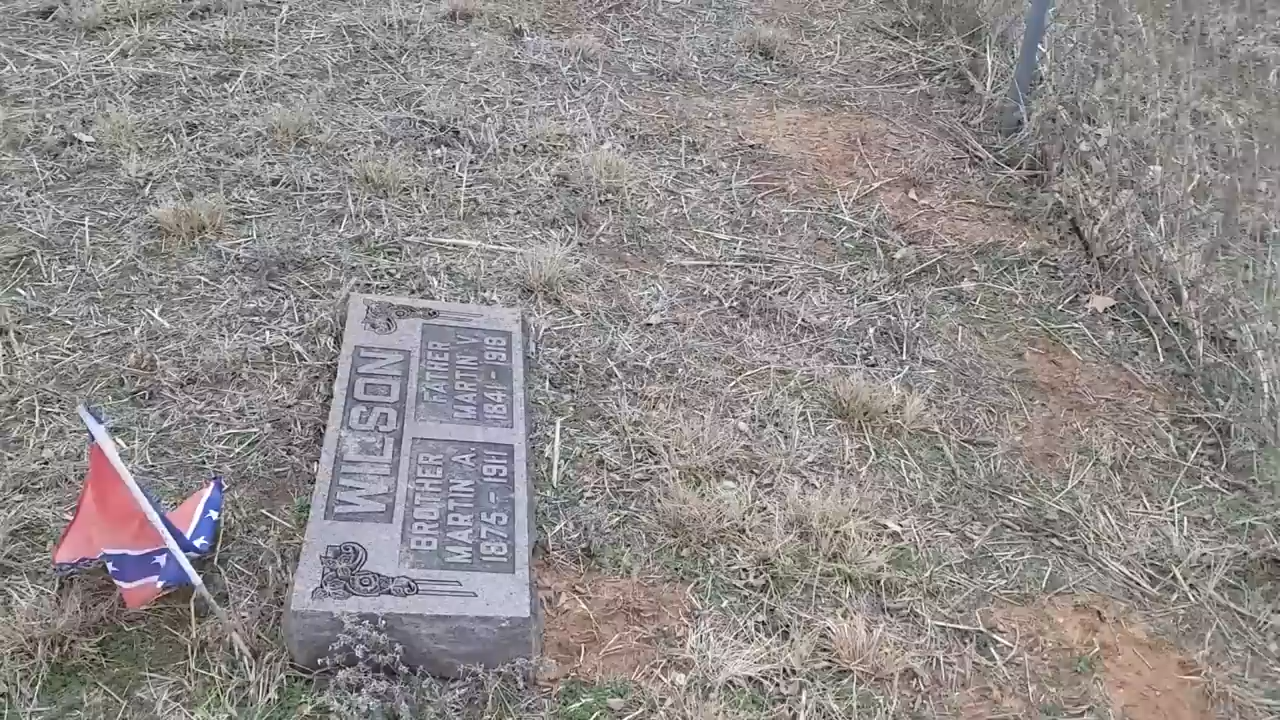 WILSON
BROTHER
MARTIN A.
1875 - 1911
FATHER
MARTIN V.
1841 - 1918